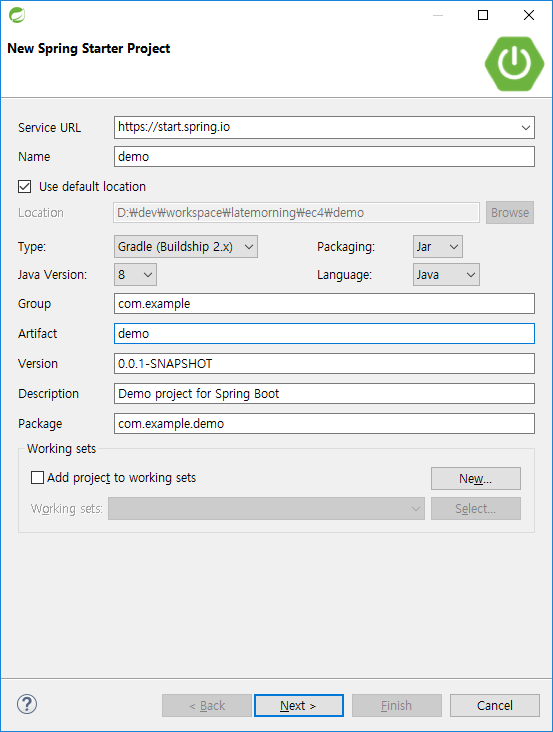 New Spring Starter Project
Service URL https://start.spring.io
Name demo
Use default location
Location D:₩dev₩workspace₩latemorning₩ec4₩demo Browse
Type: Gradle (Buildship 2.x) Packaging: Jar
Java Version: 8 Language: Java
Group com.example
Artifact demo
Version 0.0.1-SNAPSHOT
Description Demo project for Spring Boot
Package com.example.demo
Working sets
Add project to working sets New...
Working sets: Select...
? < Back Next > Finish Cancel